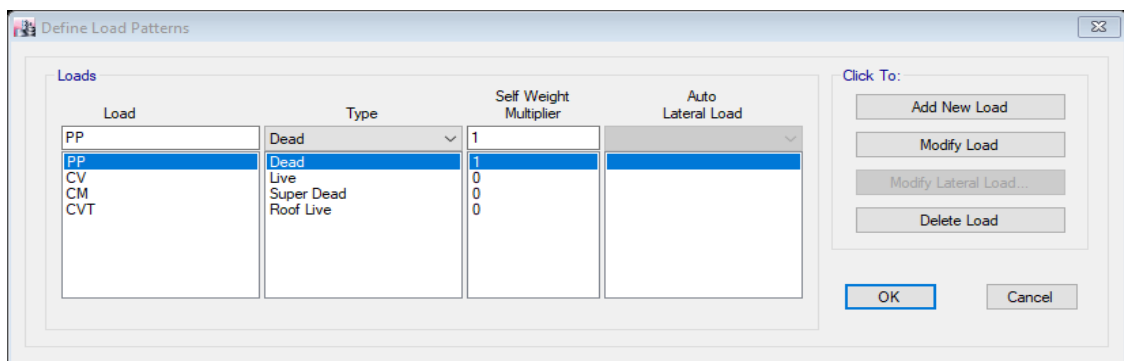 Define Load Patterns
Loads
Load Type Self Weight Multiplier Auto Lateral Load
PP Dead 1
PP Dead 1
CV Live 0
CM Super Dead 0
CVT Roof Live 0
Click To:
Add New Load
Modify Load
Modify Lateral Load...
Delete Load
OK Cancel